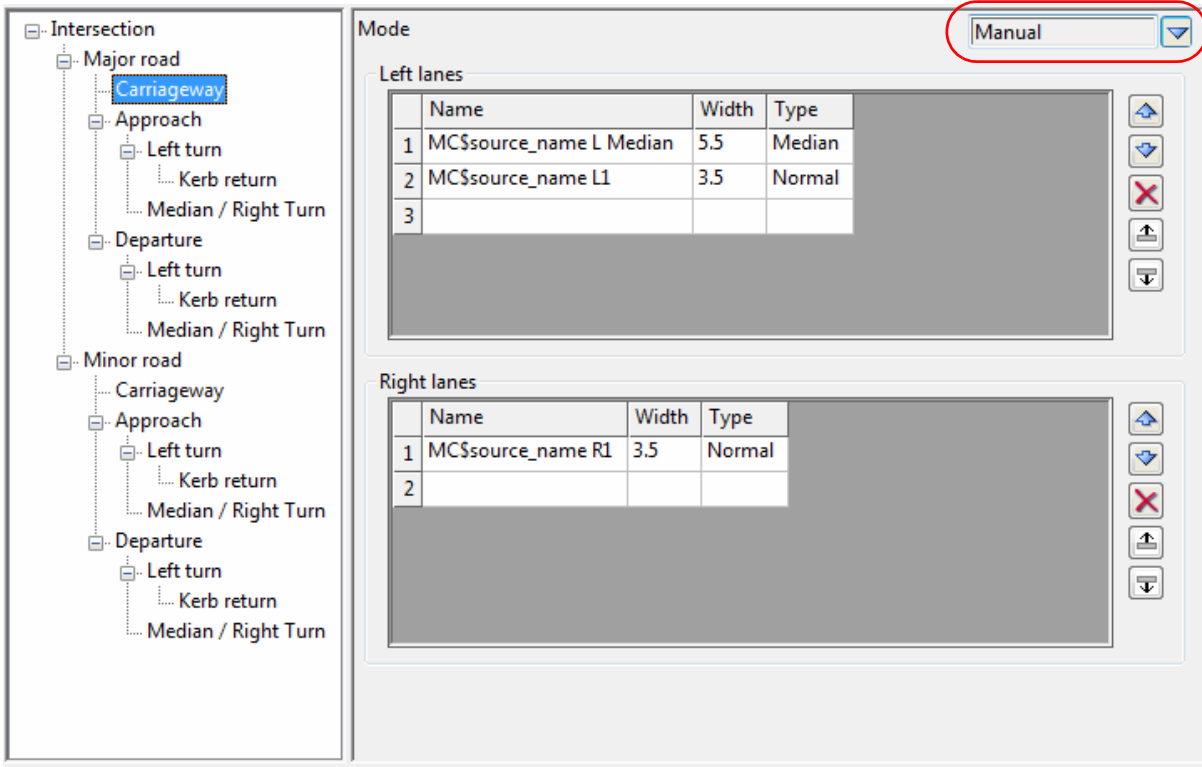 Intersection
Major road
Carriageway
Approach
Left turn
Kerb return
Median / Right Turn
Departure
Left turn
Kerb return
Median / Right Turn
Minor road
Carriageway
Approach
Left turn
Kerb return
Median / Right Turn
Departure
Left turn
Kerb return
Median / Right Turn
Mode Manual
Left lanes
Name Width Type
1 MC$source_name L Median 5.5 Median
2 MC$source_name L1 3.5 Normal
3
Right lanes
Name Width Type
1 MC$source_name R1 3.5 Normal
2